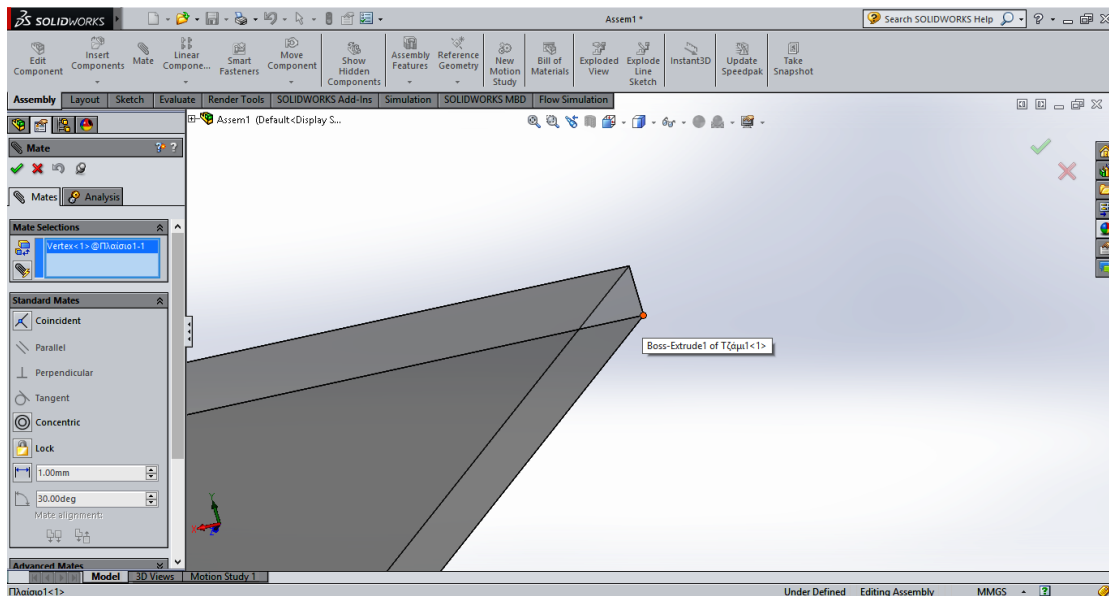 SOLIDWORKS
Assem1 *
Search SOLIDWORKS Help
Edit Component
Insert Components
Mate
Linear Compone...
Smart Fasteners
Move Component
Show Hidden Components
Assembly Features
Reference Geometry
New Motion Study
Bill of Materials
Exploded View
Explode Line Sketch
Instant3D
Update Speedpak
Take Snapshot
Assembly Layout Sketch Evaluate Render Tools SOLIDWORKS Add-Ins Simulation SOLIDWORKS MBD Flow Simulation
Assem1 (Default<Display S...
Mate
Mates Analysis
Mate Selections
Vertex<1>@Πλαίσιο1-1
Standard Mates
Coincident
Parallel
Perpendicular
Tangent
Concentric
Lock
1.00mm
30.00deg
Mate alignment:
Advanced Mates
Boss-Extrude1 of Τζάμι1<1>
Y
X
Z
Model 3D Views Motion Study 1
Πλαίσιο1<1>
Under Defined Editing Assembly MMGS